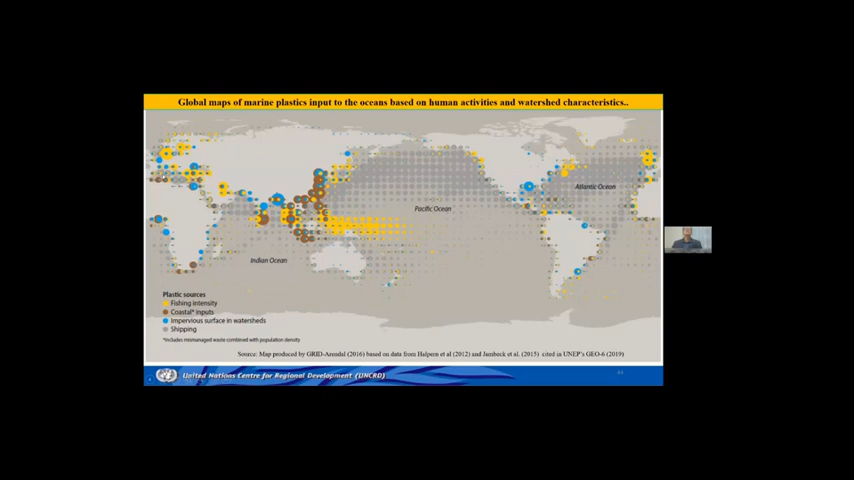 Global maps of marine plastics input to the oceans based on human activities and watershed characteristics..
Atlantic Ocean
Pacific Ocean
Indian Ocean
Plastic sources
Fishing intensity
Coastal* inputs
Impervious surface in watersheds
Shipping
*Includes mismanaged waste combined with population density
Source: Map produced by GRID-Arendal (2016) based on data from Halpern et al (2012) and Jambeck et al. (2015) cited in UNEP's GEO-6 (2019)
United Nations Centre for Regional Development (UNCRD)